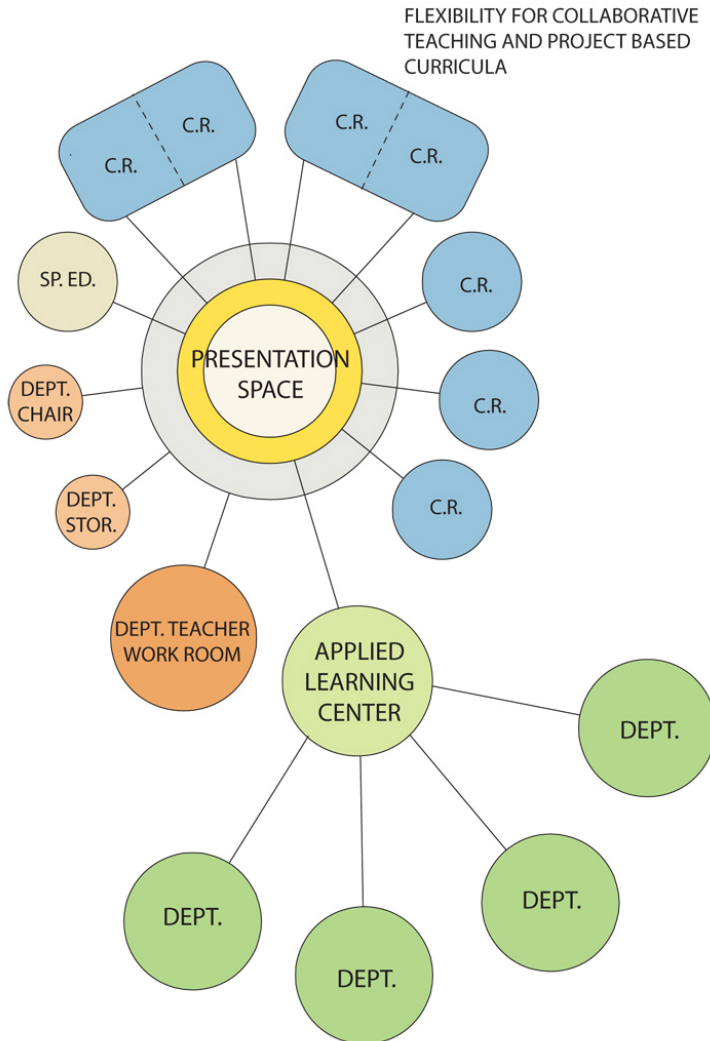 FLEXIBILITY FOR COLLABORATIVE
TEACHING AND PROJECT BASED
CURRICULA
C.R.
C.R.
C.R.
C.R.
SP. ED.
C.R.
PRESENTATION
SPACE
DEPT.
CHAIR
C.R.
DEPT.
STOR.
C.R.
DEPT. TEACHER
WORK ROOM
APPLIED
LEARNING
CENTER
DEPT.
DEPT.
DEPT.
DEPT.